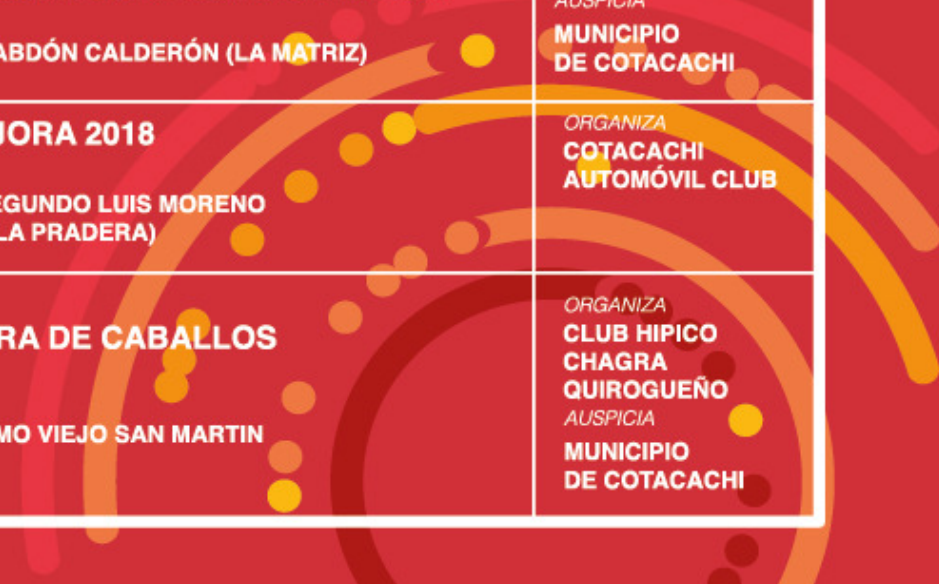 AUSPICIA
ABDÓN CALDERÓN (LA MATRIZ)
MUNICIPIO
DE COTACACHI
JORA 2018
EGUNDO LUIS MORENO
LA PRADERA)
ORGANIZA
COTACACHI
AUTOMÓVIL CLUB
RA DE CABALLOS
MO VIEJO SAN MARTIN
ORGANIZA
CLUB HIPICO
CHAGRA
QUIROGUEÑO
AUSPICIA
MUNICIPIO
DE COTACACHI